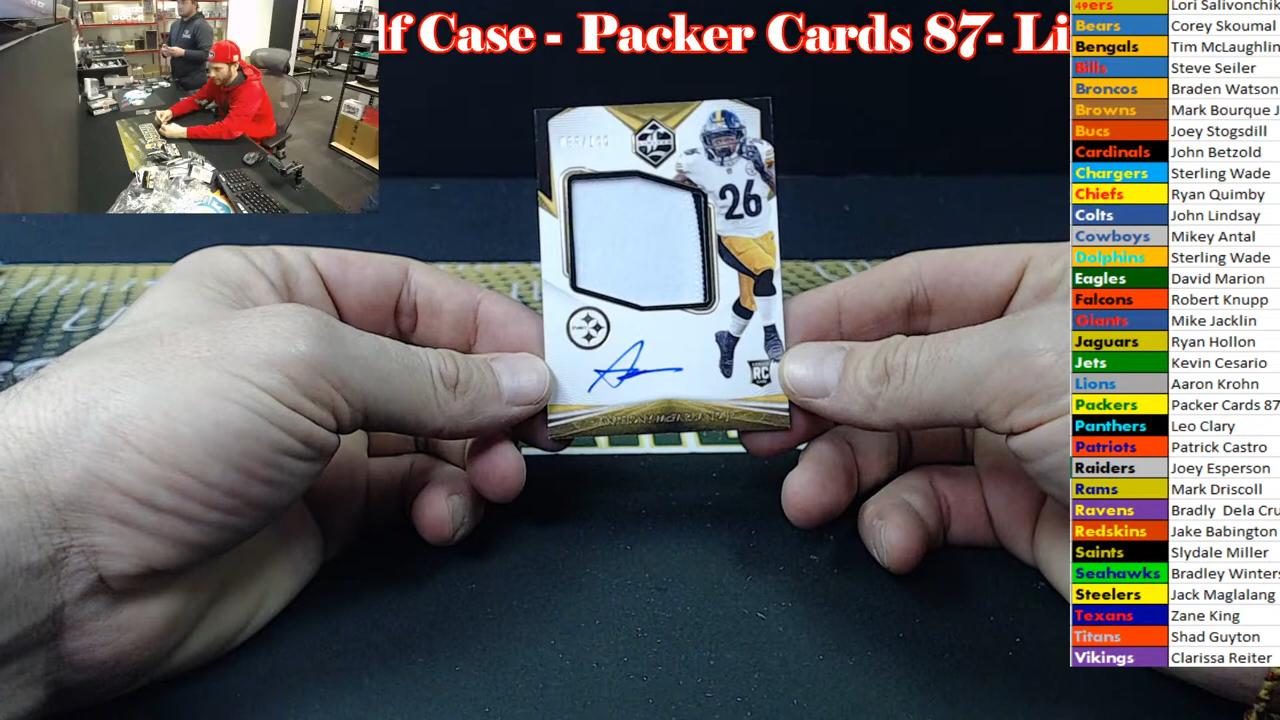 lf Case - Packer Cards 87- Li
49ers Lori Salivonchik
Bears Corey Skoumal
Bengals Tim McLaughlin
Bills Steve Seiler
Broncos Braden Watson
Browns Mark Bourque J
Bucs Joey Stogsdill
Cardinals John Betzold
Chargers Sterling Wade
Chiefs Ryan Quimby
Colts John Lindsay
Cowboys Mikey Antal
Dolphins Sterling Wade
Eagles David Marion
Falcons Robert Knupp
Giants Mike Jacklin
Jaguars Ryan Hollon
Jets Kevin Cesario
Lions Aaron Krohn
Packers Packer Cards 87
Panthers Leo Clary
Patriots Patrick Castro
Raiders Joey Esperson
Rams Mark Driscoll
Ravens Bradly Dela Cru
Redskins Jake Babington
Saints Slydale Miller
Seahawks Bradley Winters
Steelers Jack Maglalang
Texans Zane King
Titans Shad Guyton
Vikings Clarissa Reiter
26
RC